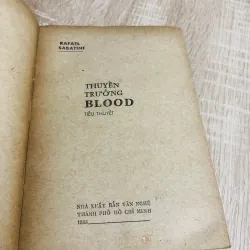 RAFAEL
SABATINI
THUYỀN
TRƯỞNG
BLOOD
TIỂU THUYẾT
NHÀ XUẤT BẢN VĂN NGHỆ
THÀNH PHỐ HỒ CHÍ MINH